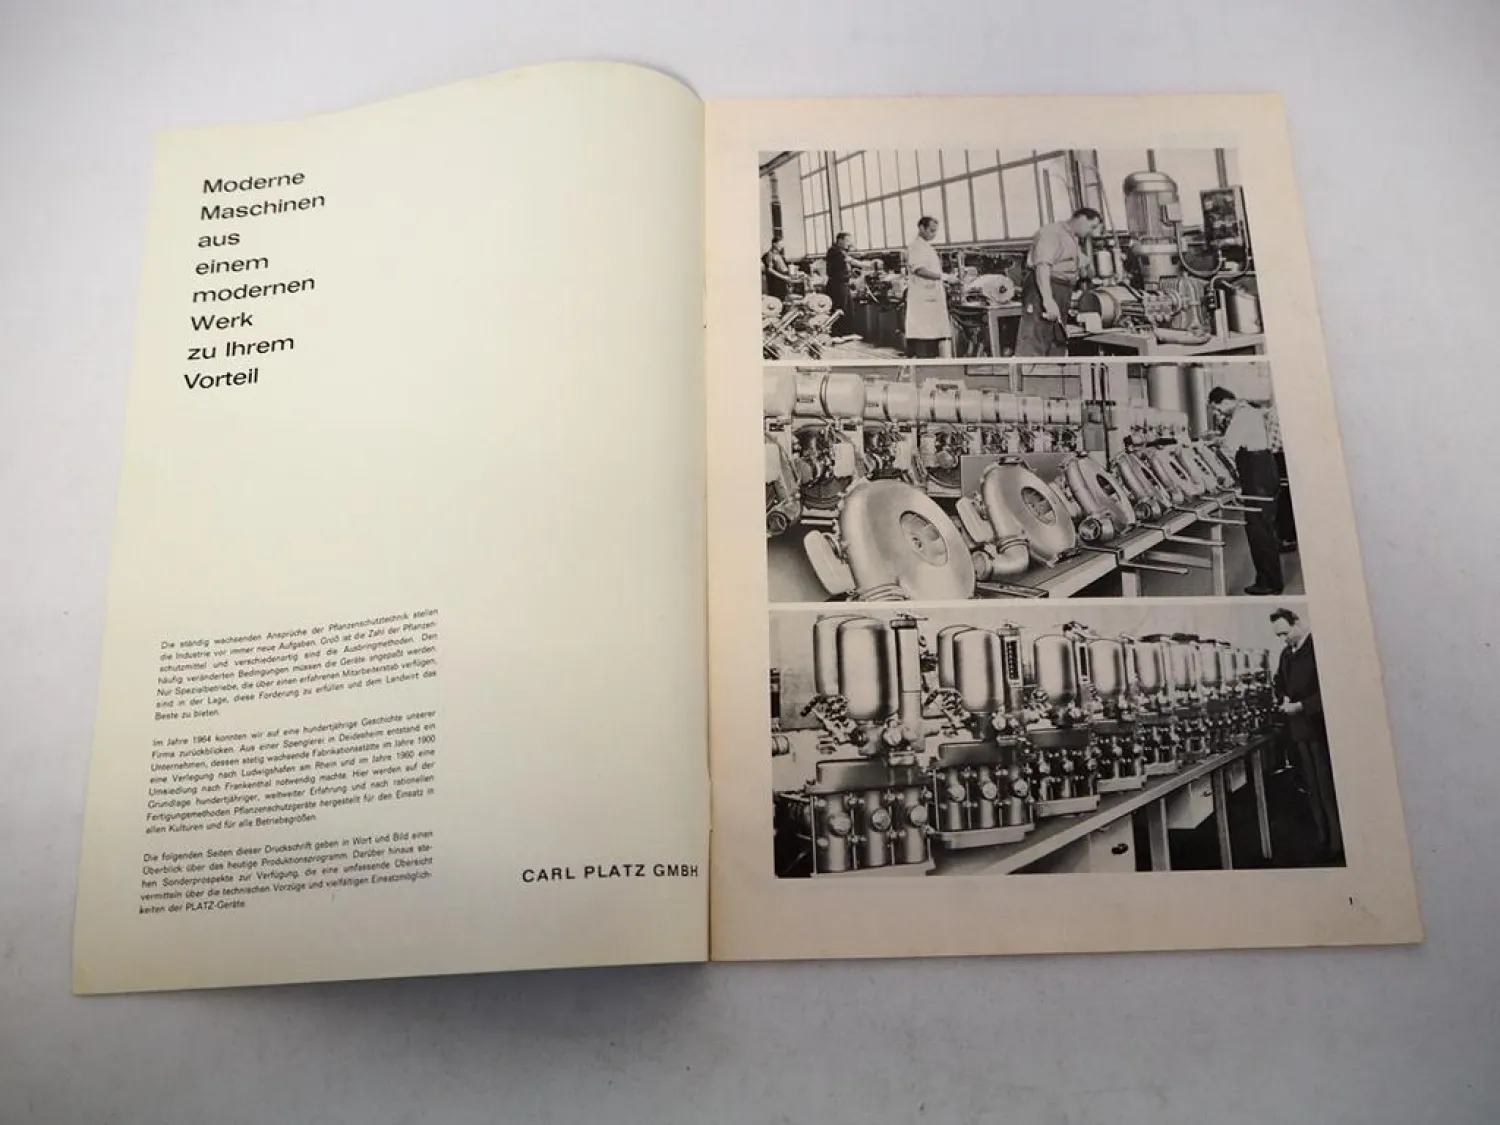 Moderne
Maschinen
aus
einem
modernen
Werk
zu Ihrem
Vorteil
Die ständig wachsenden Ansprüche der Pflanzenschutztechnik stellen
die Industrie vor immer neue Aufgaben. Groß ist die Zahl der Pflanzen-
schutzmittel und verschiedenartig sind die Ausbringmethoden. Den
häufig veränderten Bedingungen müssen die Geräte angepaßt werden.
Nur Spezialbetriebe, die über einen erfahrenen Mitarbeiterstab verfügen,
sind in der Lage, diese Forderung zu erfüllen und dem Landwirt das
Beste zu bieten.
Im Jahre 1964 konnten wir auf eine hundertjährige Geschichte unserer
Firma zurückblicken. Aus einer Spenglerei in Deidesheim entstand ein
Unternehmen, dessen stetig wachsende Fabrikationsstätte im Jahre 1900
eine Verlegung nach Ludwigshafen am Rhein und im Jahre 1960 eine
Umsiedlung nach Frankenthal notwendig machte. Hier werden auf der
Grundlage hundertjähriger, weltweiter Erfahrung und nach rationellen
Fertigungsmethoden Pflanzenschutzgeräte hergestellt für den Einsatz in
allen Kulturen und für alle Betriebsgrößen.
Die folgenden Seiten dieser Druckschrift geben in Wort und Bild einen
Überblick über das heutige Produktionsprogramm. Darüber hinaus ste-
hen Sonderprospekte zur Verfügung, die eine umfassende Übersicht
vermitteln über die technischen Vorzüge und vielfältigen Einsatzmöglich-
keiten der PLATZ-Geräte.
CARL PLATZ GMBH
1